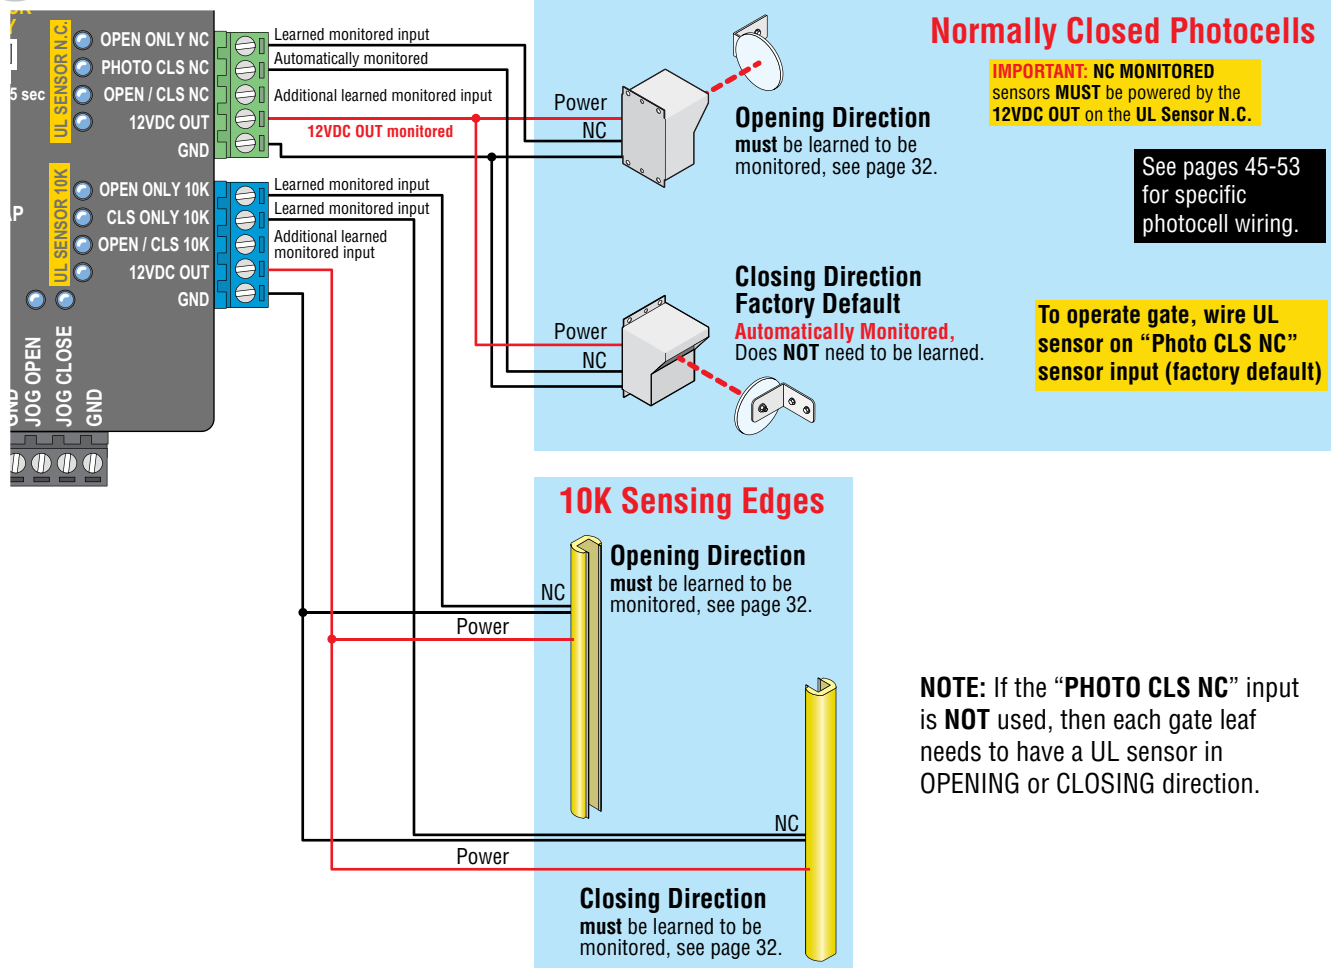 5 sec
UL SENSOR N.C.
OPEN ONLY NC
PHOTO CLS NC
OPEN / CLS NC
12VDC OUT
GND
Learned monitored input
Automatically monitored
Additional learned monitored input
12VDC OUT monitored
UL SENSOR 10K
OPEN ONLY 10K
CLS ONLY 10K
OPEN / CLS 10K
12VDC OUT
GND
Learned monitored input
Learned monitored input
Additional learned
monitored input
GND
JOG OPEN
JOG CLOSE
GND
Normally Closed Photocells
IMPORTANT: NC MONITORED
sensors MUST be powered by the
12VDC OUT on the UL Sensor N.C.
Power
NC
Opening Direction
must be learned to be
monitored, see page 32.
See pages 45-53
for specific
photocell wiring.
Closing Direction
Factory Default
Automatically Monitored,
Does NOT need to be learned.
Power
NC
To operate gate, wire UL
sensor on “Photo CLS NC”
sensor input (factory default)
10K Sensing Edges
Opening Direction
must be learned to be
monitored, see page 32.
NC
Power
NC
Power
Closing Direction
must be learned to be
monitored, see page 32.
NOTE: If the “PHOTO CLS NC” input
is NOT used, then each gate leaf
needs to have a UL sensor in
OPENING or CLOSING direction.